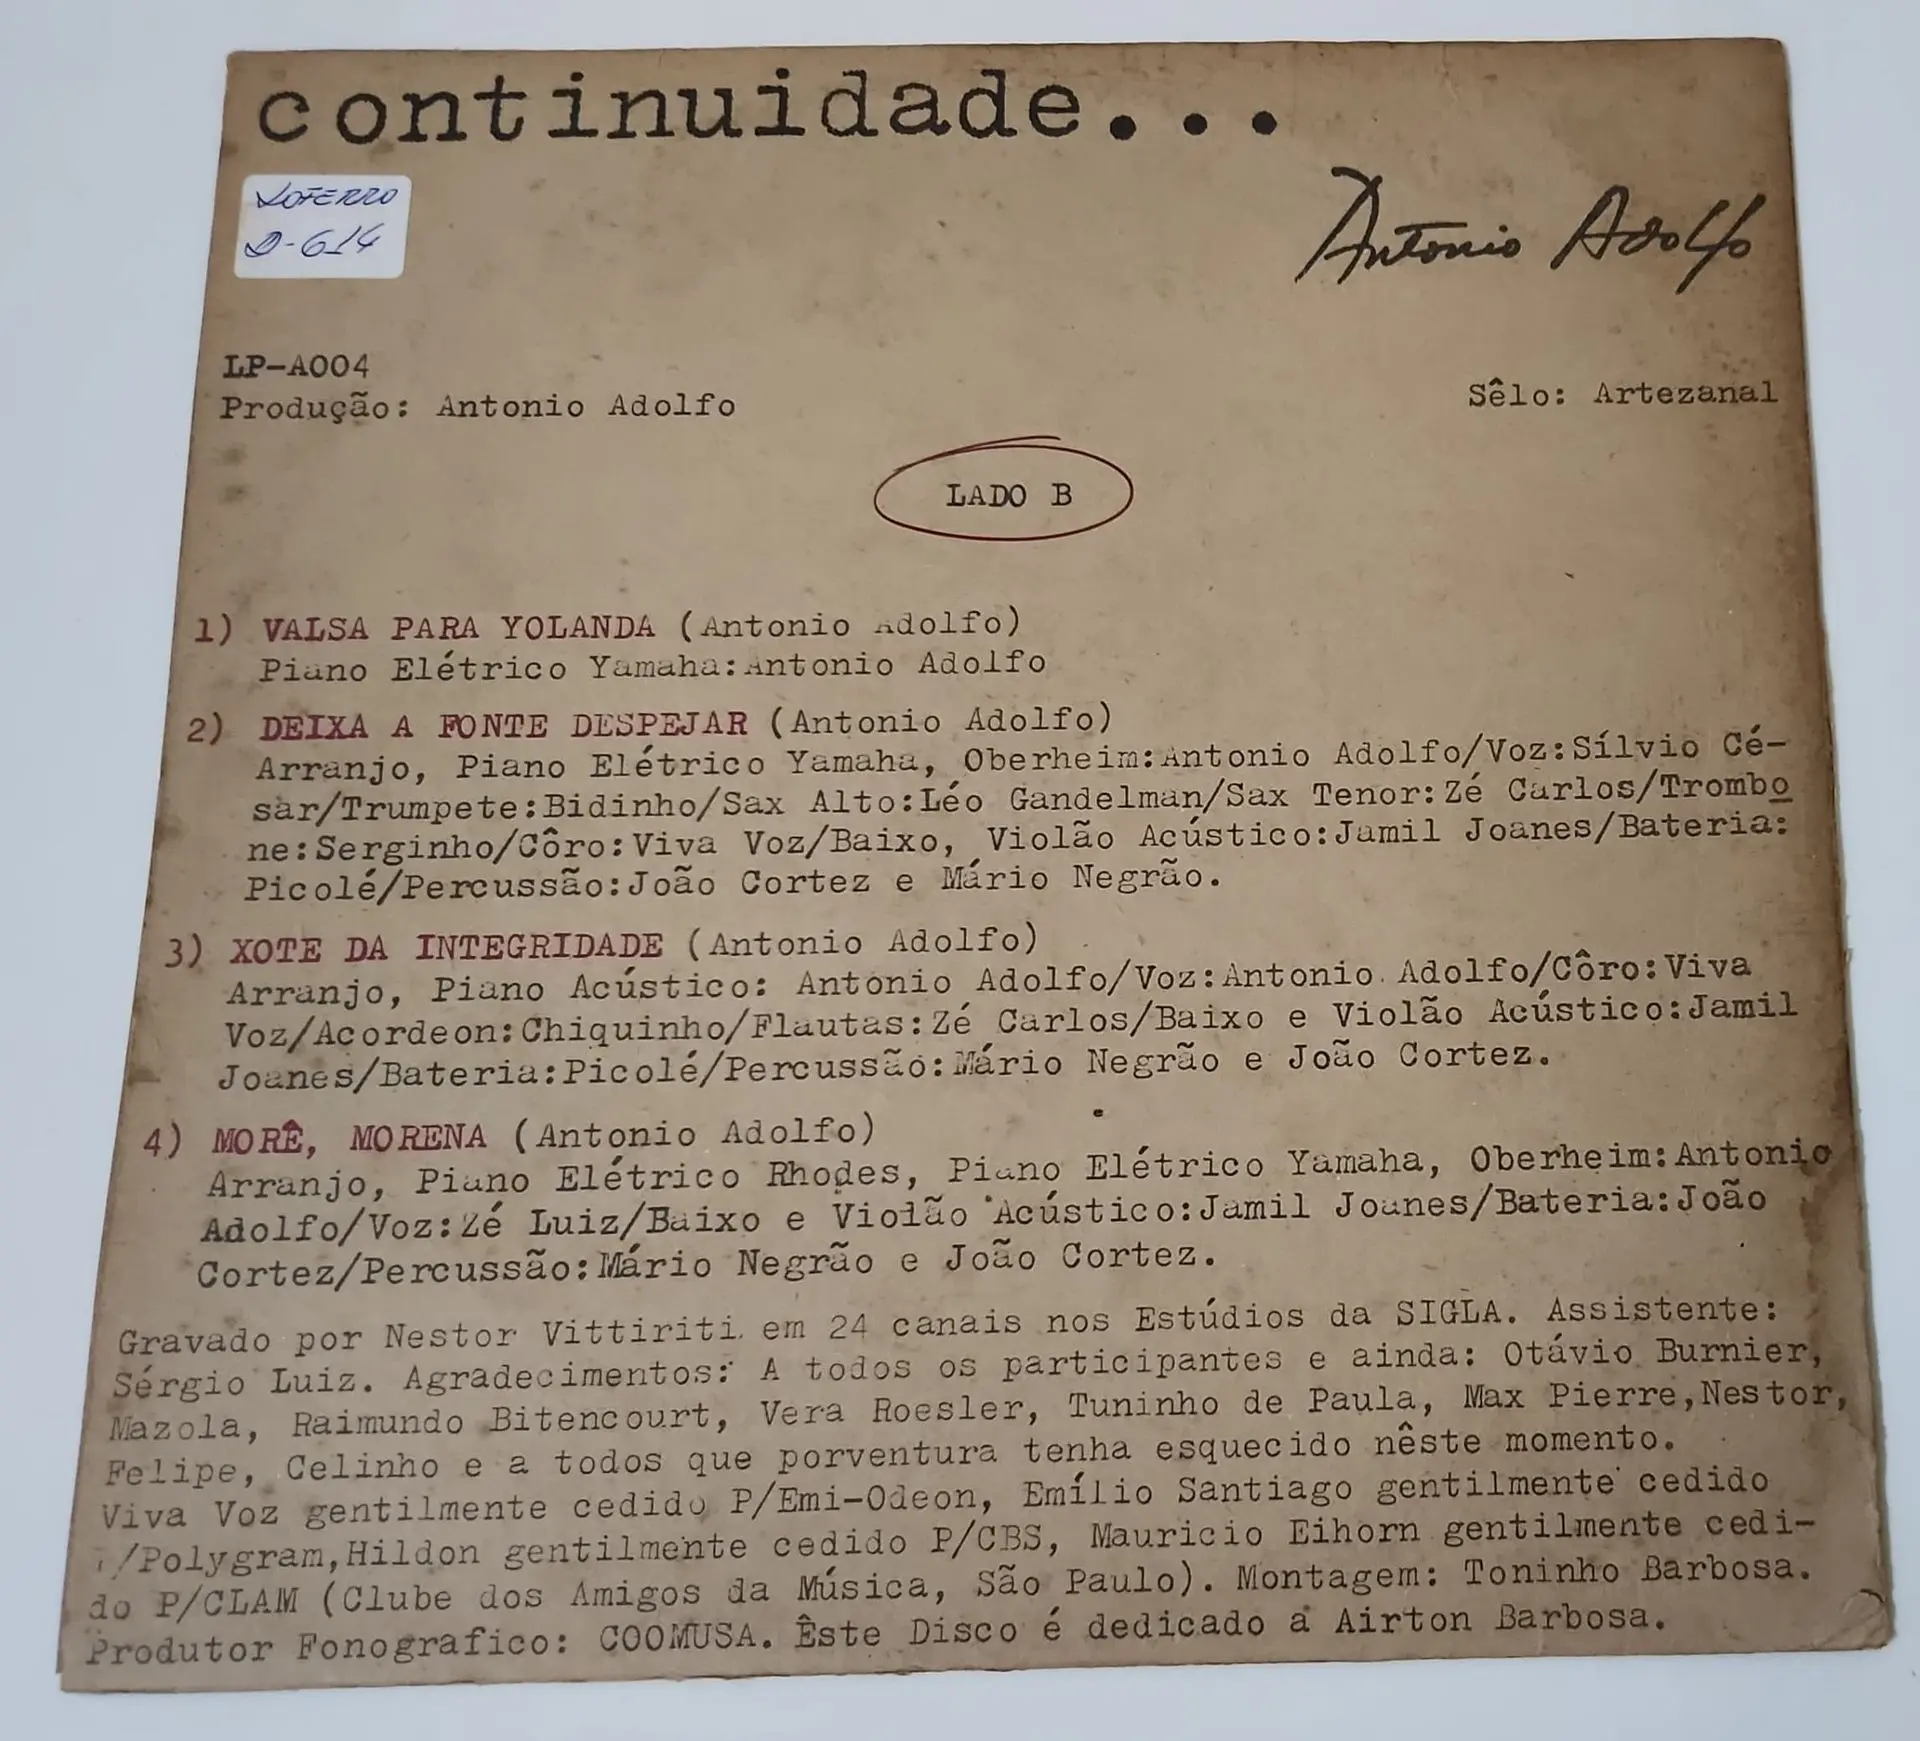 continuidade...
LOFERRO
D-614
Antonio Adolfo
LP-A004
Produção: Antonio Adolfo
Sêlo: Artezanal
LADO B
1) VALSA PARA YOLANDA (Antonio Adolfo)
Piano Elétrico Yamaha:Antonio Adolfo
2) DEIXA A FONTE DESPEJAR (Antonio Adolfo)
Arranjo, Piano Elétrico Yamaha, Oberheim:Antonio Adolfo/Voz:Sílvio Cé-
sar/Trumpete:Bidinho/Sax Alto:Léo Gandelman/Sax Tenor:Zé Carlos/Trombo
ne:Serginho/Côro:Viva Voz/Baixo, Violão Acústico:Jamil Joanes/Bateria:
Picolé/Percussão:João Cortez e Mário Negrão.
3) XOTE DA INTEGRIDADE (Antonio Adolfo)
Arranjo, Piano Acústico: Antonio Adolfo/Voz:Antonio Adolfo/Côro:Viva
Voz/Acordeon:Chiquinho/Flautas:Zé Carlos/Baixo e Violão Acústico:Jamil
Joanes/Bateria:Picolé/Percussão:Mário Negrão e João Cortez.
4) MORÊ, MORENA (Antonio Adolfo)
Arranjo, Piano Elétrico Rhodes, Piano Elétrico Yamaha, Oberheim:Antonio
Adolfo/Voz:Zé Luiz/Baixo e Violão Acústico:Jamil Joanes/Bateria:João
Cortez/Percussão:Mário Negrão e João Cortez.
Gravado por Nestor Vittiriti em 24 canais nos Estúdios da SIGLA. Assistente:
Sérgio Luiz. Agradecimentos: A todos os participantes e ainda: Otávio Burnier,
Mazola, Raimundo Bitencourt, Vera Roesler, Tuninho de Paula, Max Pierre,Nestor,
Felipe, Celinho e a todos que porventura tenha esquecido nêste momento.
Viva Voz gentilmente cedido P/Emi-Odeon, Emílio Santiago gentilmente cedido
/Polygram,Hildon gentilmente cedido P/CBS, Mauricio Eihorn gentilmente cedi-
do P/CLAM (Clube dos Amigos da Música, São Paulo). Montagem: Toninho Barbosa.
Produtor Fonografico: COOMUSA. Êste Disco é dedicado a Airton Barbosa.